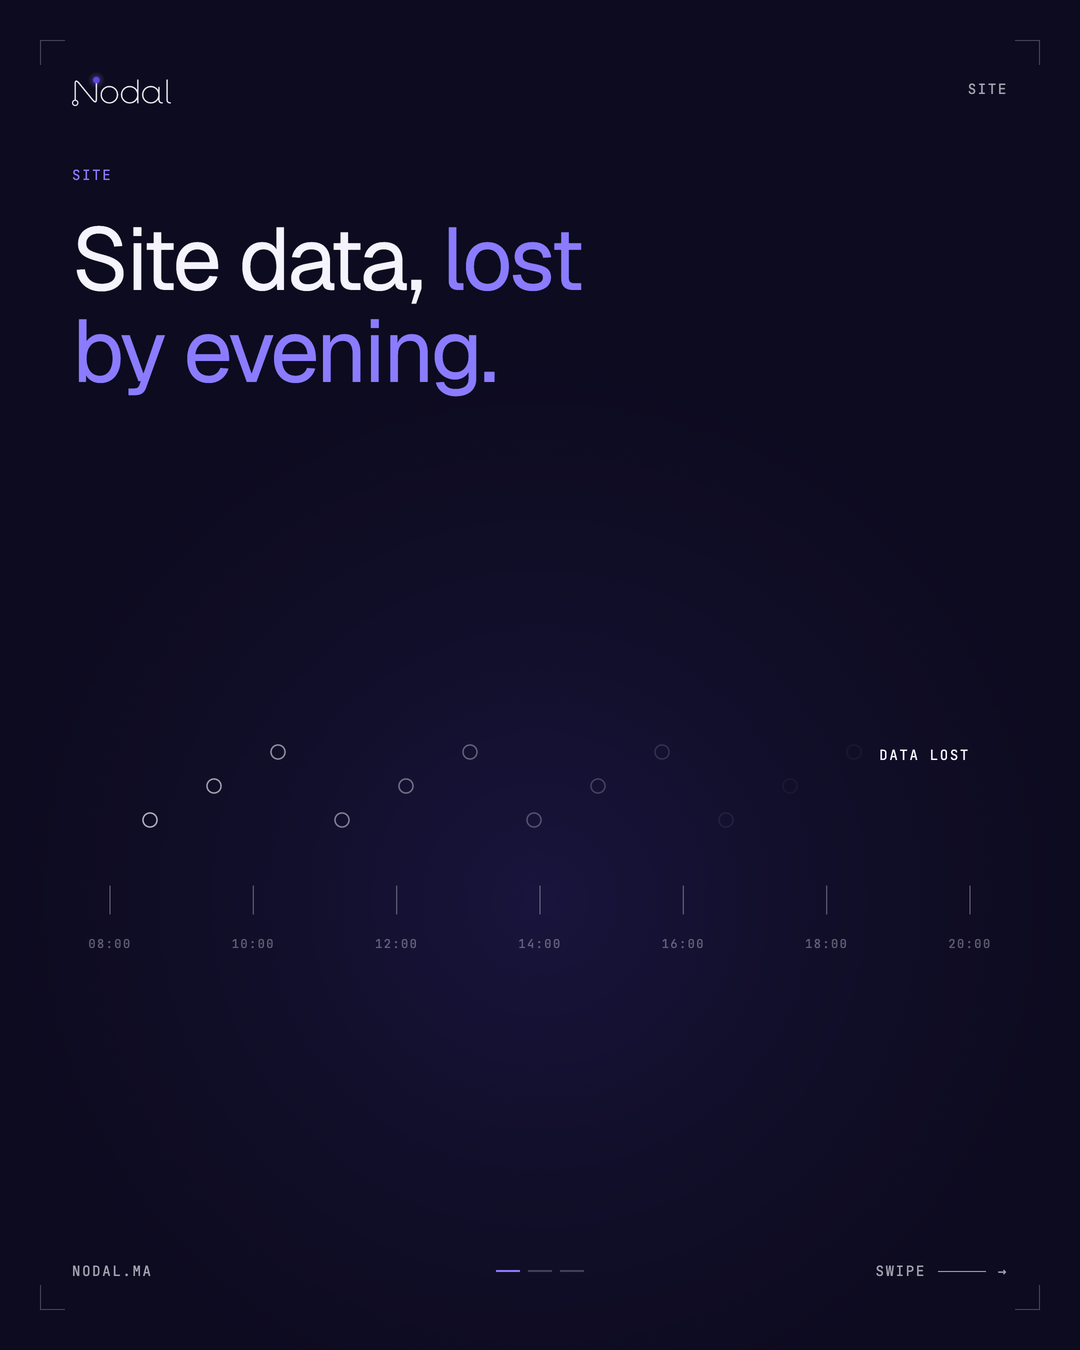 Nodal
SITE
SITE
Site data, lost
by evening.
DATA LOST
08:00 10:00 12:00 14:00 16:00 18:00 20:00
NODAL.MA
SWIPE →